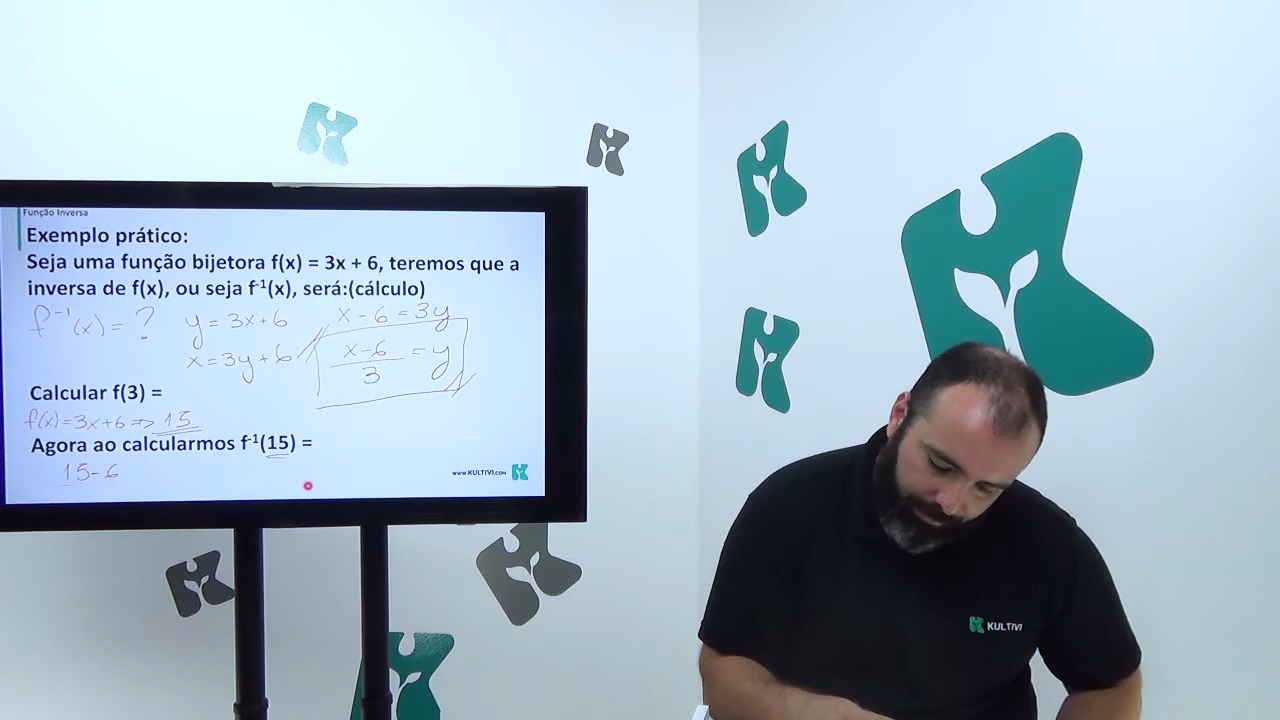 Função Inversa
Exemplo prático:
Seja uma função bijetora f(x) = 3x + 6, teremos que a
inversa de f(x), ou seja f⁻¹(x), será:(cálculo)
f⁻¹(x) = ? y = 3x+6 x - 6 = 3y
x = 3y + 6 x-6/3 = y
Calcular f(3) =
f(x) = 3x+6 => 15
Agora ao calcularmos f⁻¹(15) =
15-6
www.KULTIVI.com
KULTIVI